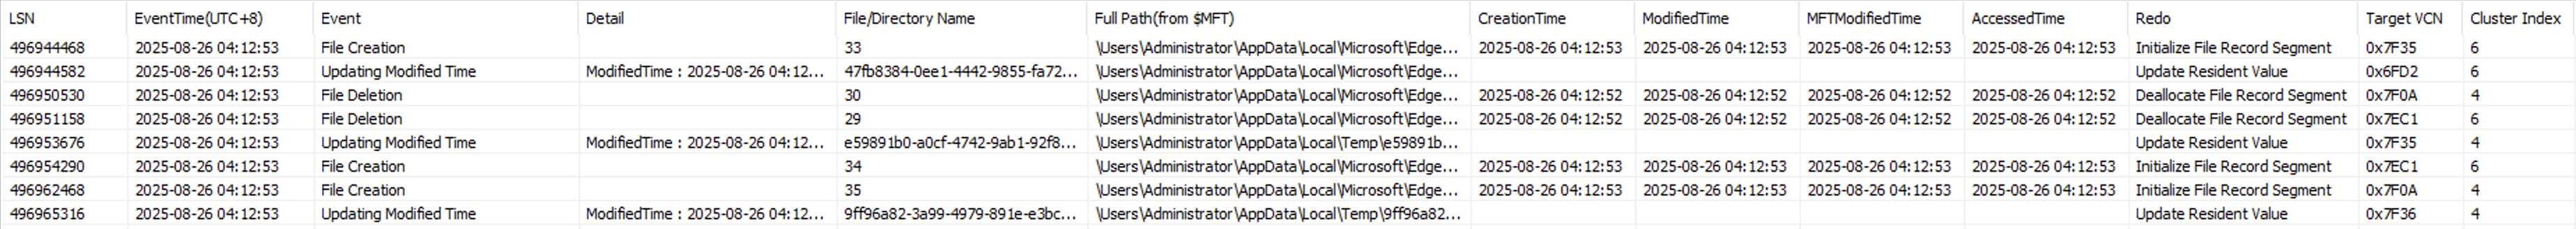 LSN EventTime(UTC+8) Event Detail File/Directory Name Full Path(from $MFT) CreationTime ModifiedTime MFTModifiedTime AccessedTime Redo Target VCN Cluster Index
496944468 2025-08-26 04:12:53 File Creation 33 \Users\Administrator\AppData\Local\Microsoft\Edge... 2025-08-26 04:12:53 2025-08-26 04:12:53 2025-08-26 04:12:53 2025-08-26 04:12:53 Initialize File Record Segment 0x7F35 6
496944582 2025-08-26 04:12:53 Updating Modified Time ModifiedTime : 2025-08-26 04:12... 47fb8384-0ee1-4442-9855-fa72... \Users\Administrator\AppData\Local\Microsoft\Edge... Update Resident Value 0x6FD2 6
496950530 2025-08-26 04:12:53 File Deletion 30 \Users\Administrator\AppData\Local\Microsoft\Edge... 2025-08-26 04:12:52 2025-08-26 04:12:52 2025-08-26 04:12:52 2025-08-26 04:12:52 Deallocate File Record Segment 0x7F0A 4
496951158 2025-08-26 04:12:53 File Deletion 29 \Users\Administrator\AppData\Local\Microsoft\Edge... 2025-08-26 04:12:52 2025-08-26 04:12:52 2025-08-26 04:12:52 2025-08-26 04:12:52 Deallocate File Record Segment 0x7EC1 6
496953676 2025-08-26 04:12:53 Updating Modified Time ModifiedTime : 2025-08-26 04:12... e59891b0-a0cf-4742-9ab1-92f8... \Users\Administrator\AppData\Local\Temp\e59891b... Update Resident Value 0x7F35 4
496954290 2025-08-26 04:12:53 File Creation 34 \Users\Administrator\AppData\Local\Microsoft\Edge... 2025-08-26 04:12:53 2025-08-26 04:12:53 2025-08-26 04:12:53 2025-08-26 04:12:53 Initialize File Record Segment 0x7EC1 6
496962468 2025-08-26 04:12:53 File Creation 35 \Users\Administrator\AppData\Local\Microsoft\Edge... 2025-08-26 04:12:53 2025-08-26 04:12:53 2025-08-26 04:12:53 2025-08-26 04:12:53 Initialize File Record Segment 0x7F0A 4
496965316 2025-08-26 04:12:53 Updating Modified Time ModifiedTime : 2025-08-26 04:12... 9ff96a82-3a99-4979-891e-e3bc... \Users\Administrator\AppData\Local\Temp\9ff96a82... Update Resident Value 0x7F36 4